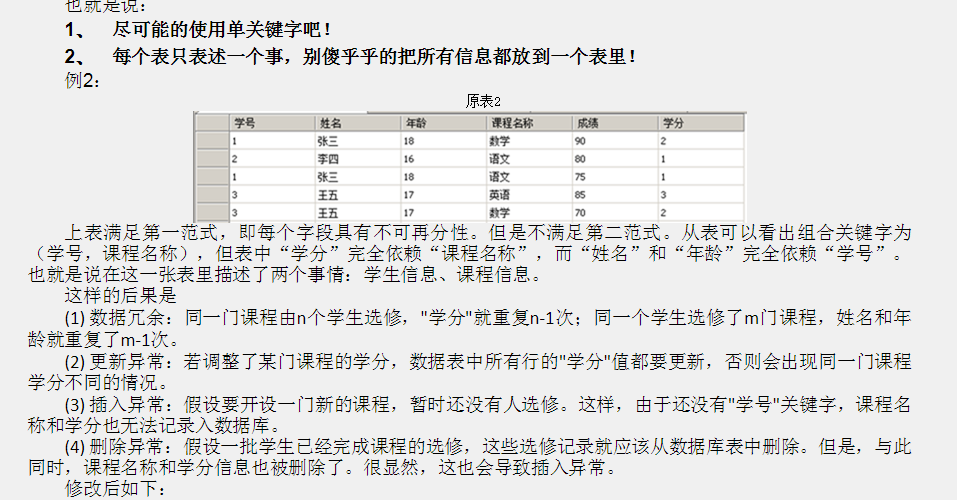 也就是说：
1、 尽可能的使用单关键字吧！
2、 每个表只表述一个事，别傻乎乎的把所有信息都放到一个表里！
例2：
原表2
学号 姓名 年龄 课程名称 成绩 学分
1 张三 18 数学 90 2
2 李四 16 语文 80 1
1 张三 18 语文 75 1
3 王五 17 英语 85 3
3 王五 17 数学 70 2
上表满足第一范式，即每个字段具有不可再分性。但是不满足第二范式。从表可以看出组合关键字为
（学号，课程名称），但表中“学分”完全依赖“课程名称”，而“姓名”和“年龄”完全依赖“学号”。
也就是说在这一张表里描述了两个事情：学生信息、课程信息。
这样的后果是
(1) 数据冗余：同一门课程由n个学生选修，"学分"就重复n-1次；同一个学生选修了m门课程，姓名和年
龄就重复了m-1次。
(2) 更新异常：若调整了某门课程的学分，数据表中所有行的"学分"值都要更新，否则会出现同一门课程
学分不同的情况。
(3) 插入异常：假设要开设一门新的课程，暂时还没有人选修。这样，由于还没有"学号"关键字，课程名
称和学分也无法记录入数据库。
(4) 删除异常：假设一批学生已经完成课程的选修，这些选修记录就应该从数据库表中删除。但是，与此
同时，课程名称和学分信息也被删除了。很显然，这也会导致插入异常。
修改后如下：